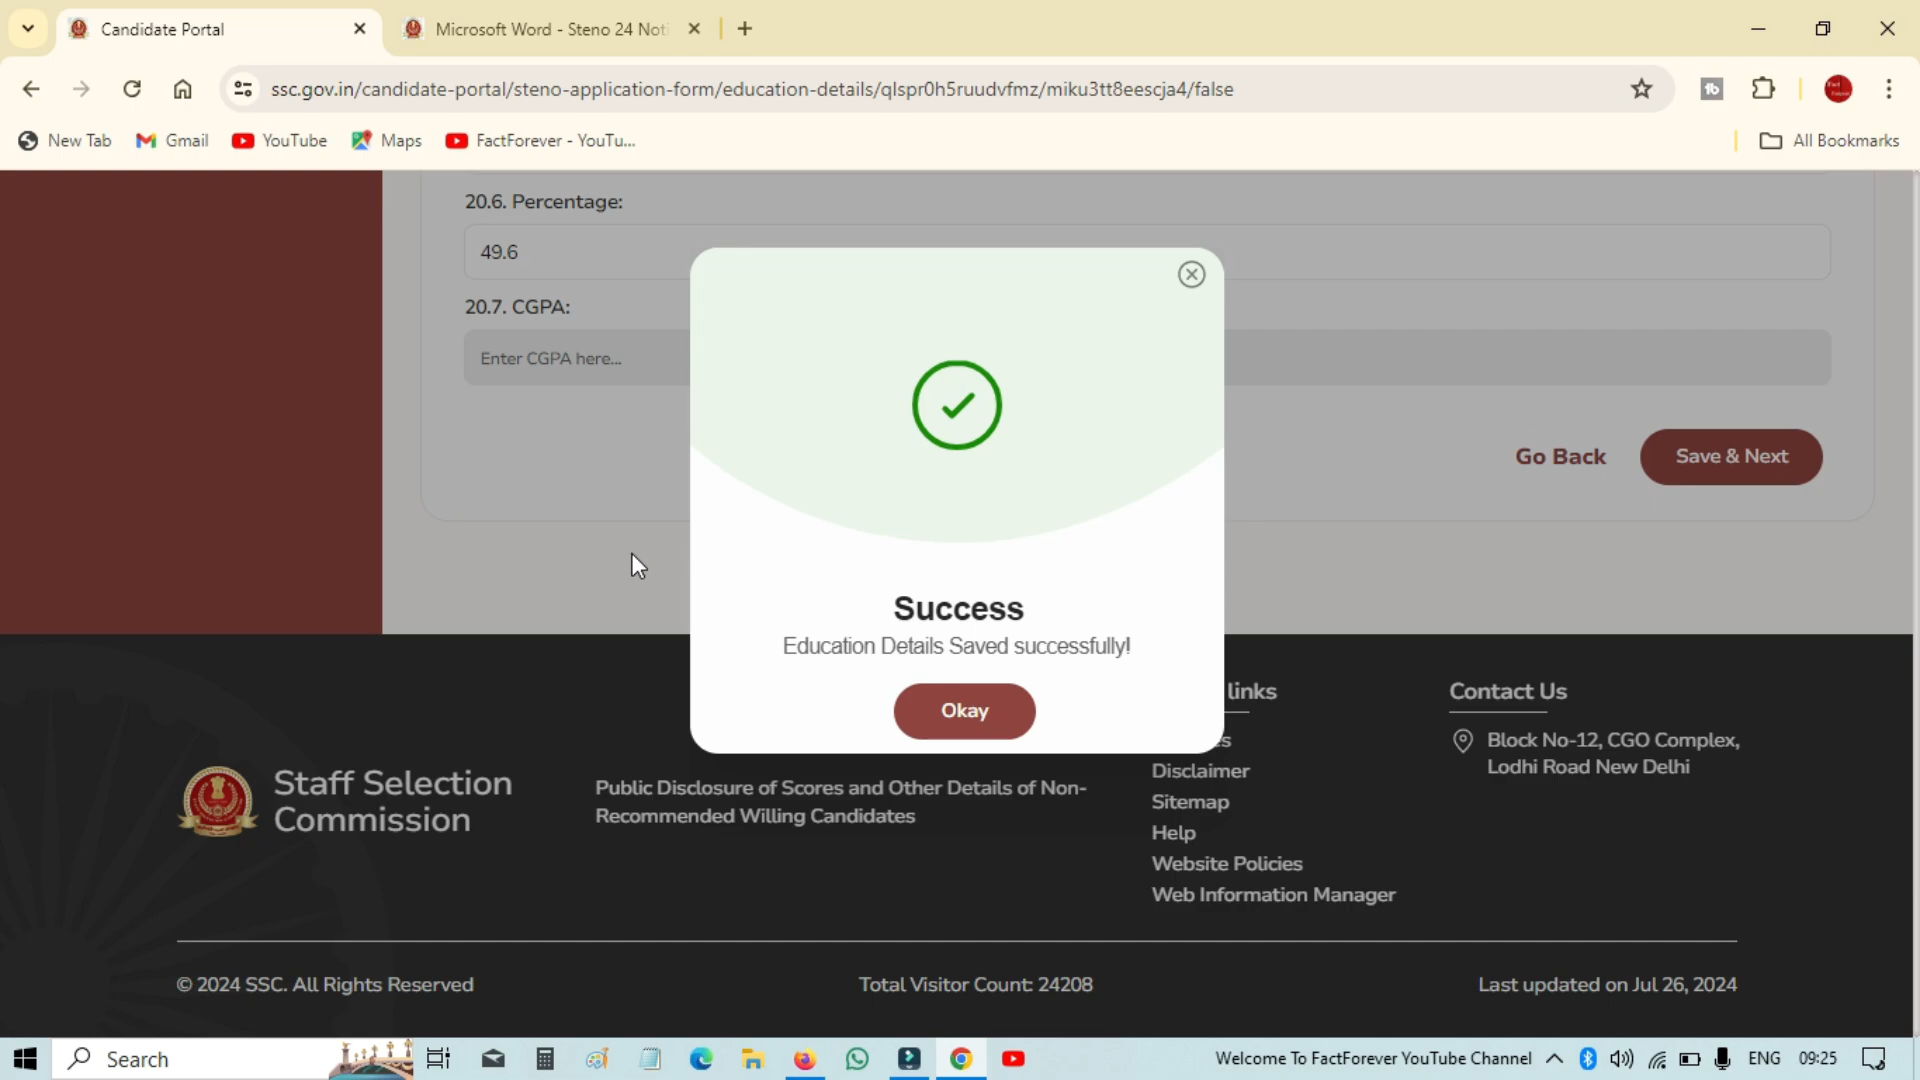 Candidate Portal
Microsoft Word - Steno 24 Noti
ssc.gov.in/candidate-portal/steno-application-form/education-details/qlspr0h5ruudvfmz/miku3tt8eescja4/false
New Tab
Gmail
YouTube
Maps
FactForever - YouTu...
All Bookmarks
20.6. Percentage:
49.6
20.7. CGPA:
Enter CGPA here...
Go Back
Save & Next
Success
Education Details Saved successfully!
Okay
links
Contact Us
Block No-12, CGO Complex,
Lodhi Road New Delhi
Disclaimer
Sitemap
Help
Website Policies
Web Information Manager
Staff Selection
Commission
Public Disclosure of Scores and Other Details of Non-
Recommended Willing Candidates
© 2024 SSC. All Rights Reserved
Total Visitor Count: 24208
Last updated on Jul 26, 2024
Search
Welcome To FactForever YouTube Channel
ENG
09:25